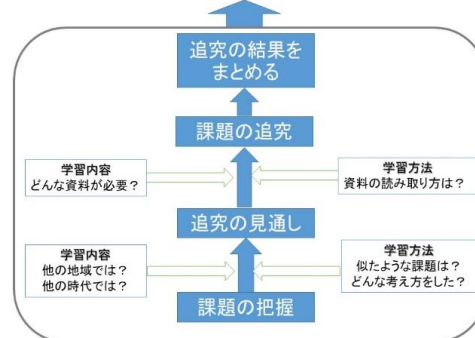 追究の結果を
まとめる
課題の追究
学習内容
どんな資料が必要？
学習方法
資料の読み取り方は？
追究の見通し
学習内容
他の地域では？
他の時代では？
学習方法
似たような課題は？
どんな考え方をした？
課題の把握